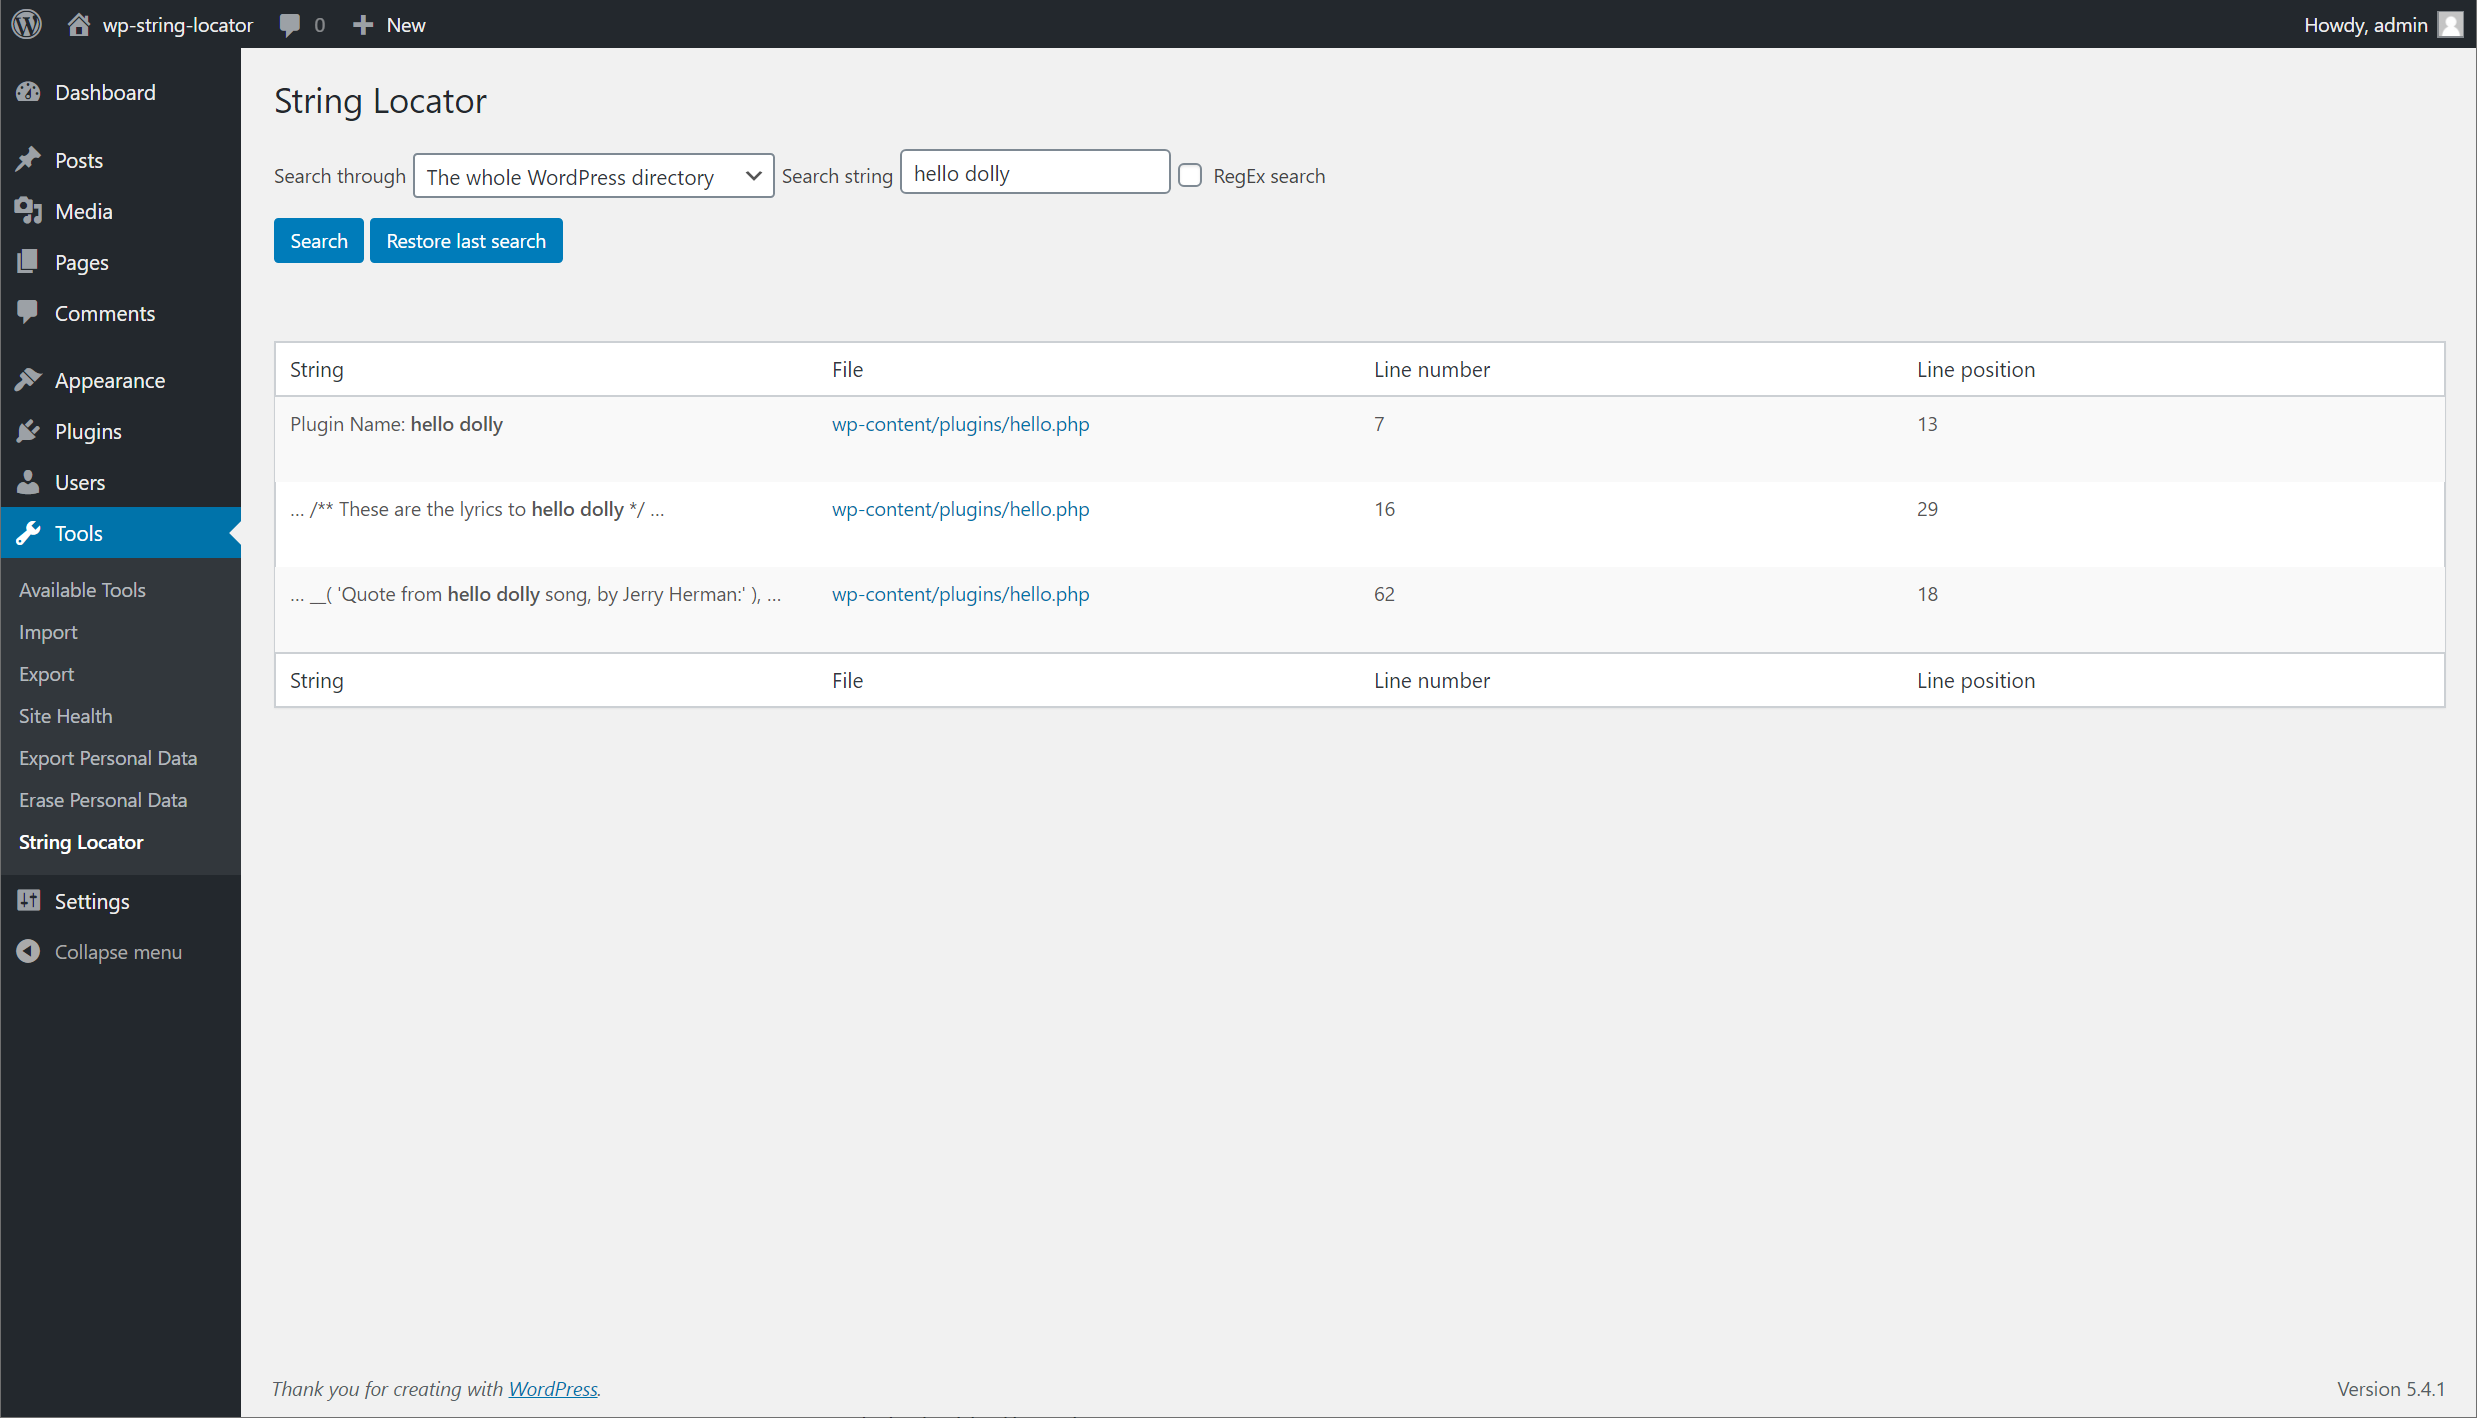 wp-string-locator 0 New Howdy, admin
Dashboard
Posts
Media
Pages
Comments
Appearance
Plugins
Users
Tools
Available Tools
Import
Export
Site Health
Export Personal Data
Erase Personal Data
String Locator
Settings
Collapse menu
String Locator
Search through The whole WordPress directory Search string hello dolly RegEx search
Search Restore last search
String File Line number Line position
Plugin Name: hello dolly wp-content/plugins/hello.php 7 13
... /** These are the lyrics to hello dolly */ ... wp-content/plugins/hello.php 16 29
... __( 'Quote from hello dolly song, by Jerry Herman:' ), ... wp-content/plugins/hello.php 62 18
String File Line number Line position
Thank you for creating with WordPress. Version 5.4.1